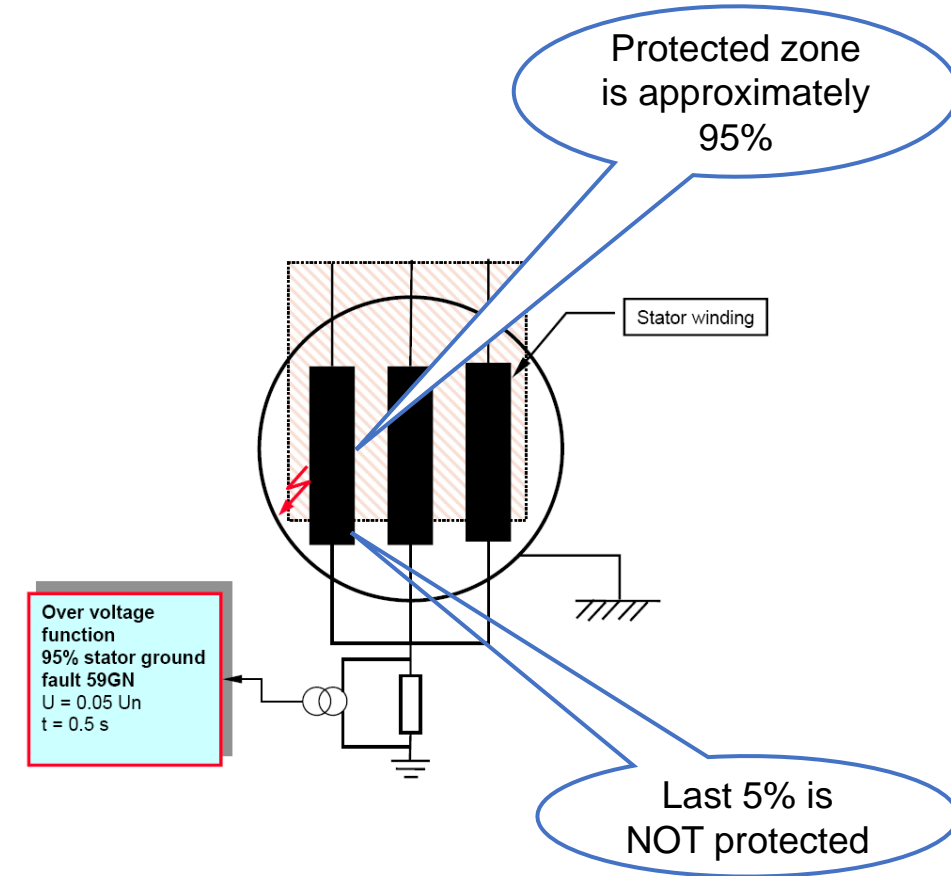 Protected zone
is approximately
95%
Stator winding
Over voltage
function
95% stator ground
fault 59GN
U = 0.05 Un
t = 0.5 s
Last 5% is
NOT protected